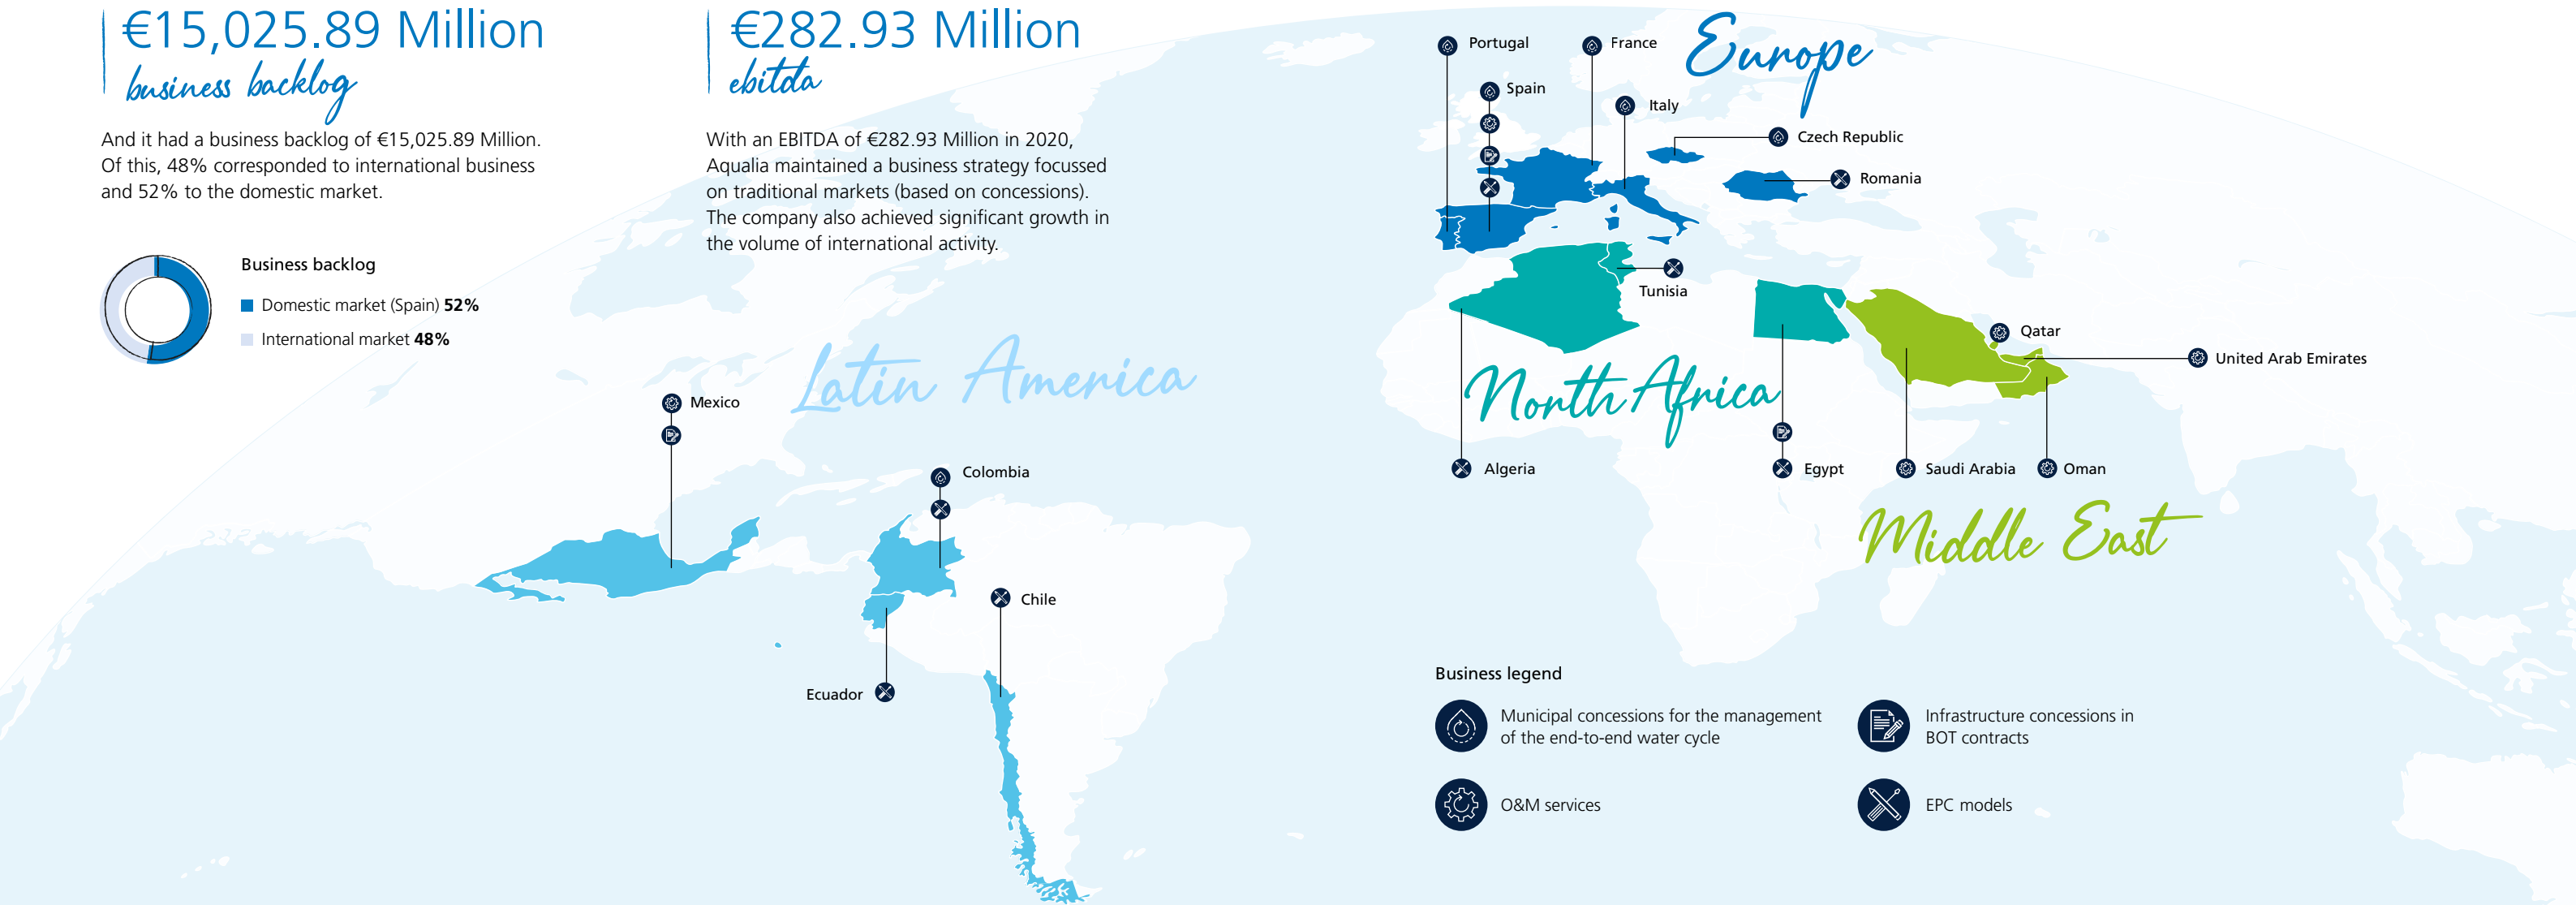 €15,025.89 Million
business backlog
And it had a business backlog of €15,025.89 Million.
Of this, 48% corresponded to international business
and 52% to the domestic market.
Business backlog
Domestic market (Spain) 52%
International market 48%
€282.93 Million
ebitda
With an EBITDA of €282.93 Million in 2020,
Aqualia maintained a business strategy focussed
on traditional markets (based on concessions).
The company also achieved significant growth in
the volume of international activity.
Latin America
Mexico
Colombia
Chile
Ecuador
Europe
Portugal
France
Spain
Italy
Czech Republic
Romania
North Africa
Tunisia
Algeria
Egypt
Middle East
Qatar
United Arab Emirates
Saudi Arabia
Oman
Business legend
Municipal concessions for the management
of the end-to-end water cycle
O&M services
Infrastructure concessions in
BOT contracts
EPC models